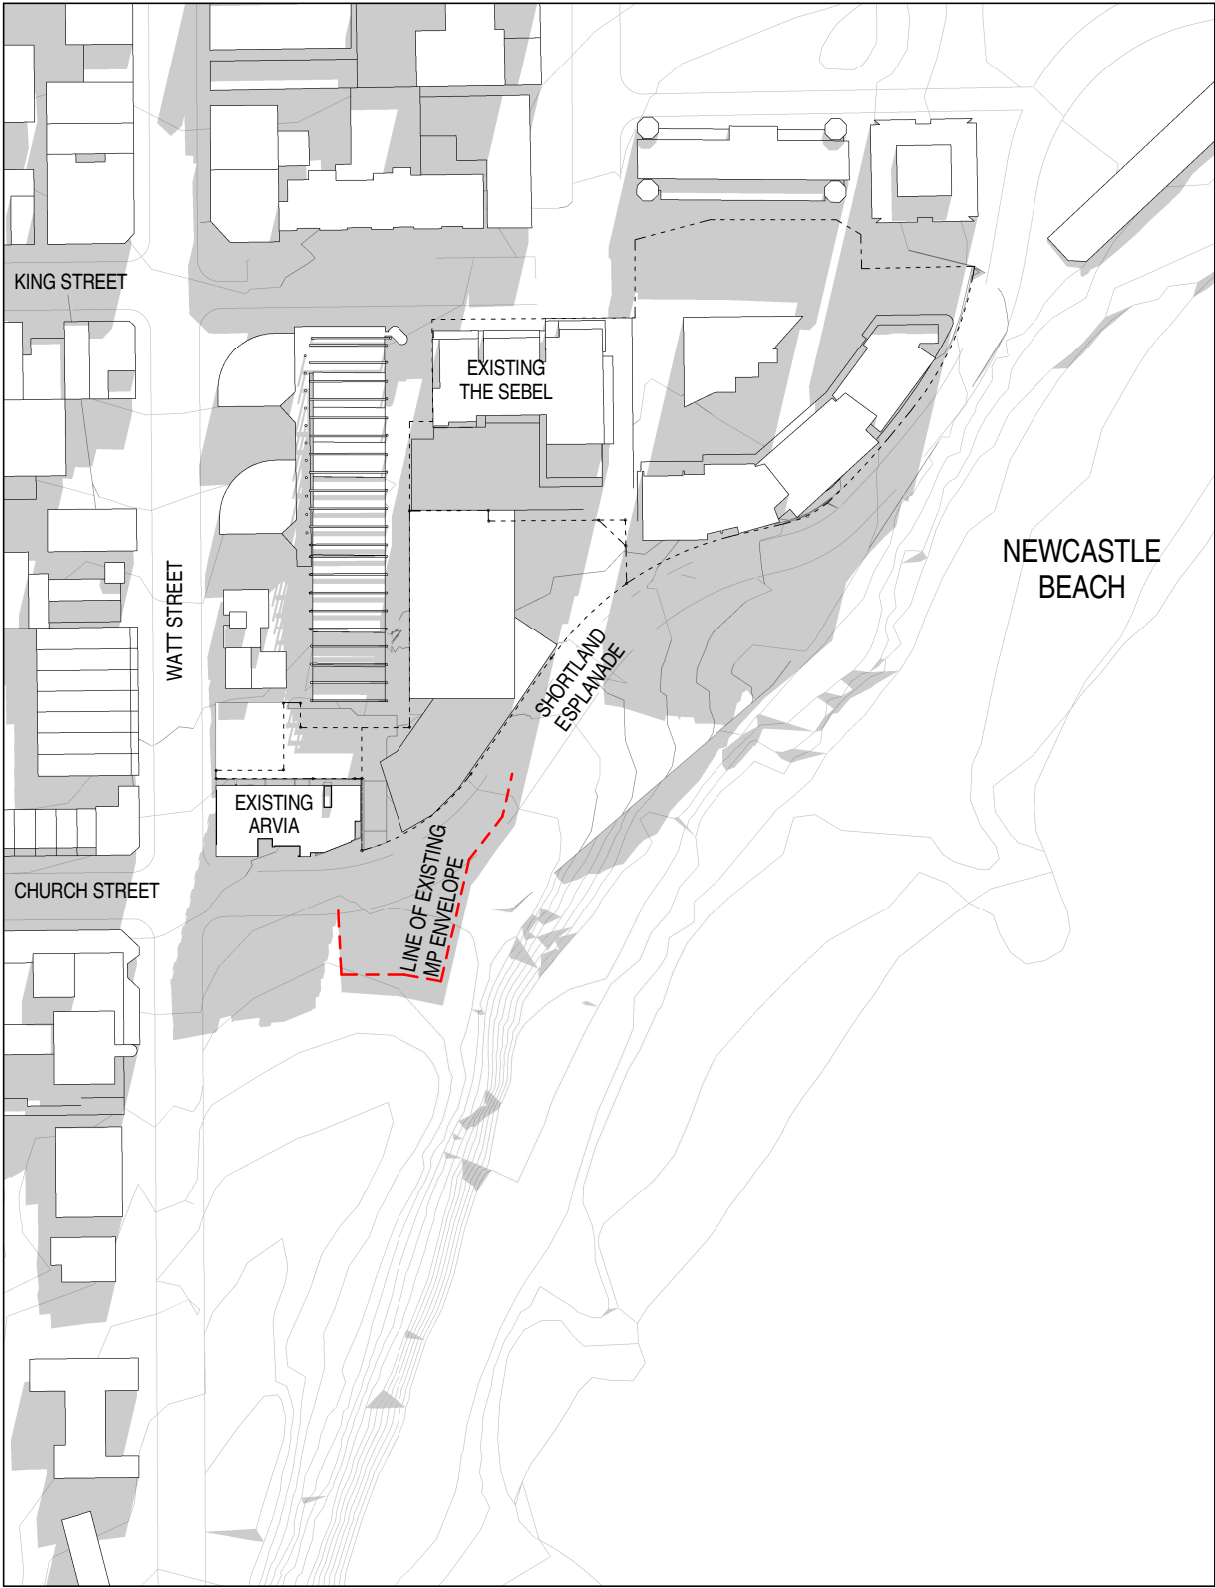 KING STREET
EXISTING
THE SEBEL
NEWCASTLE
BEACH
WATT STREET
SHORTLAND
ESPLANADE
EXISTING
ARVIA
CHURCH STREET
LINE OF EXISTING
MP ENVELOPE